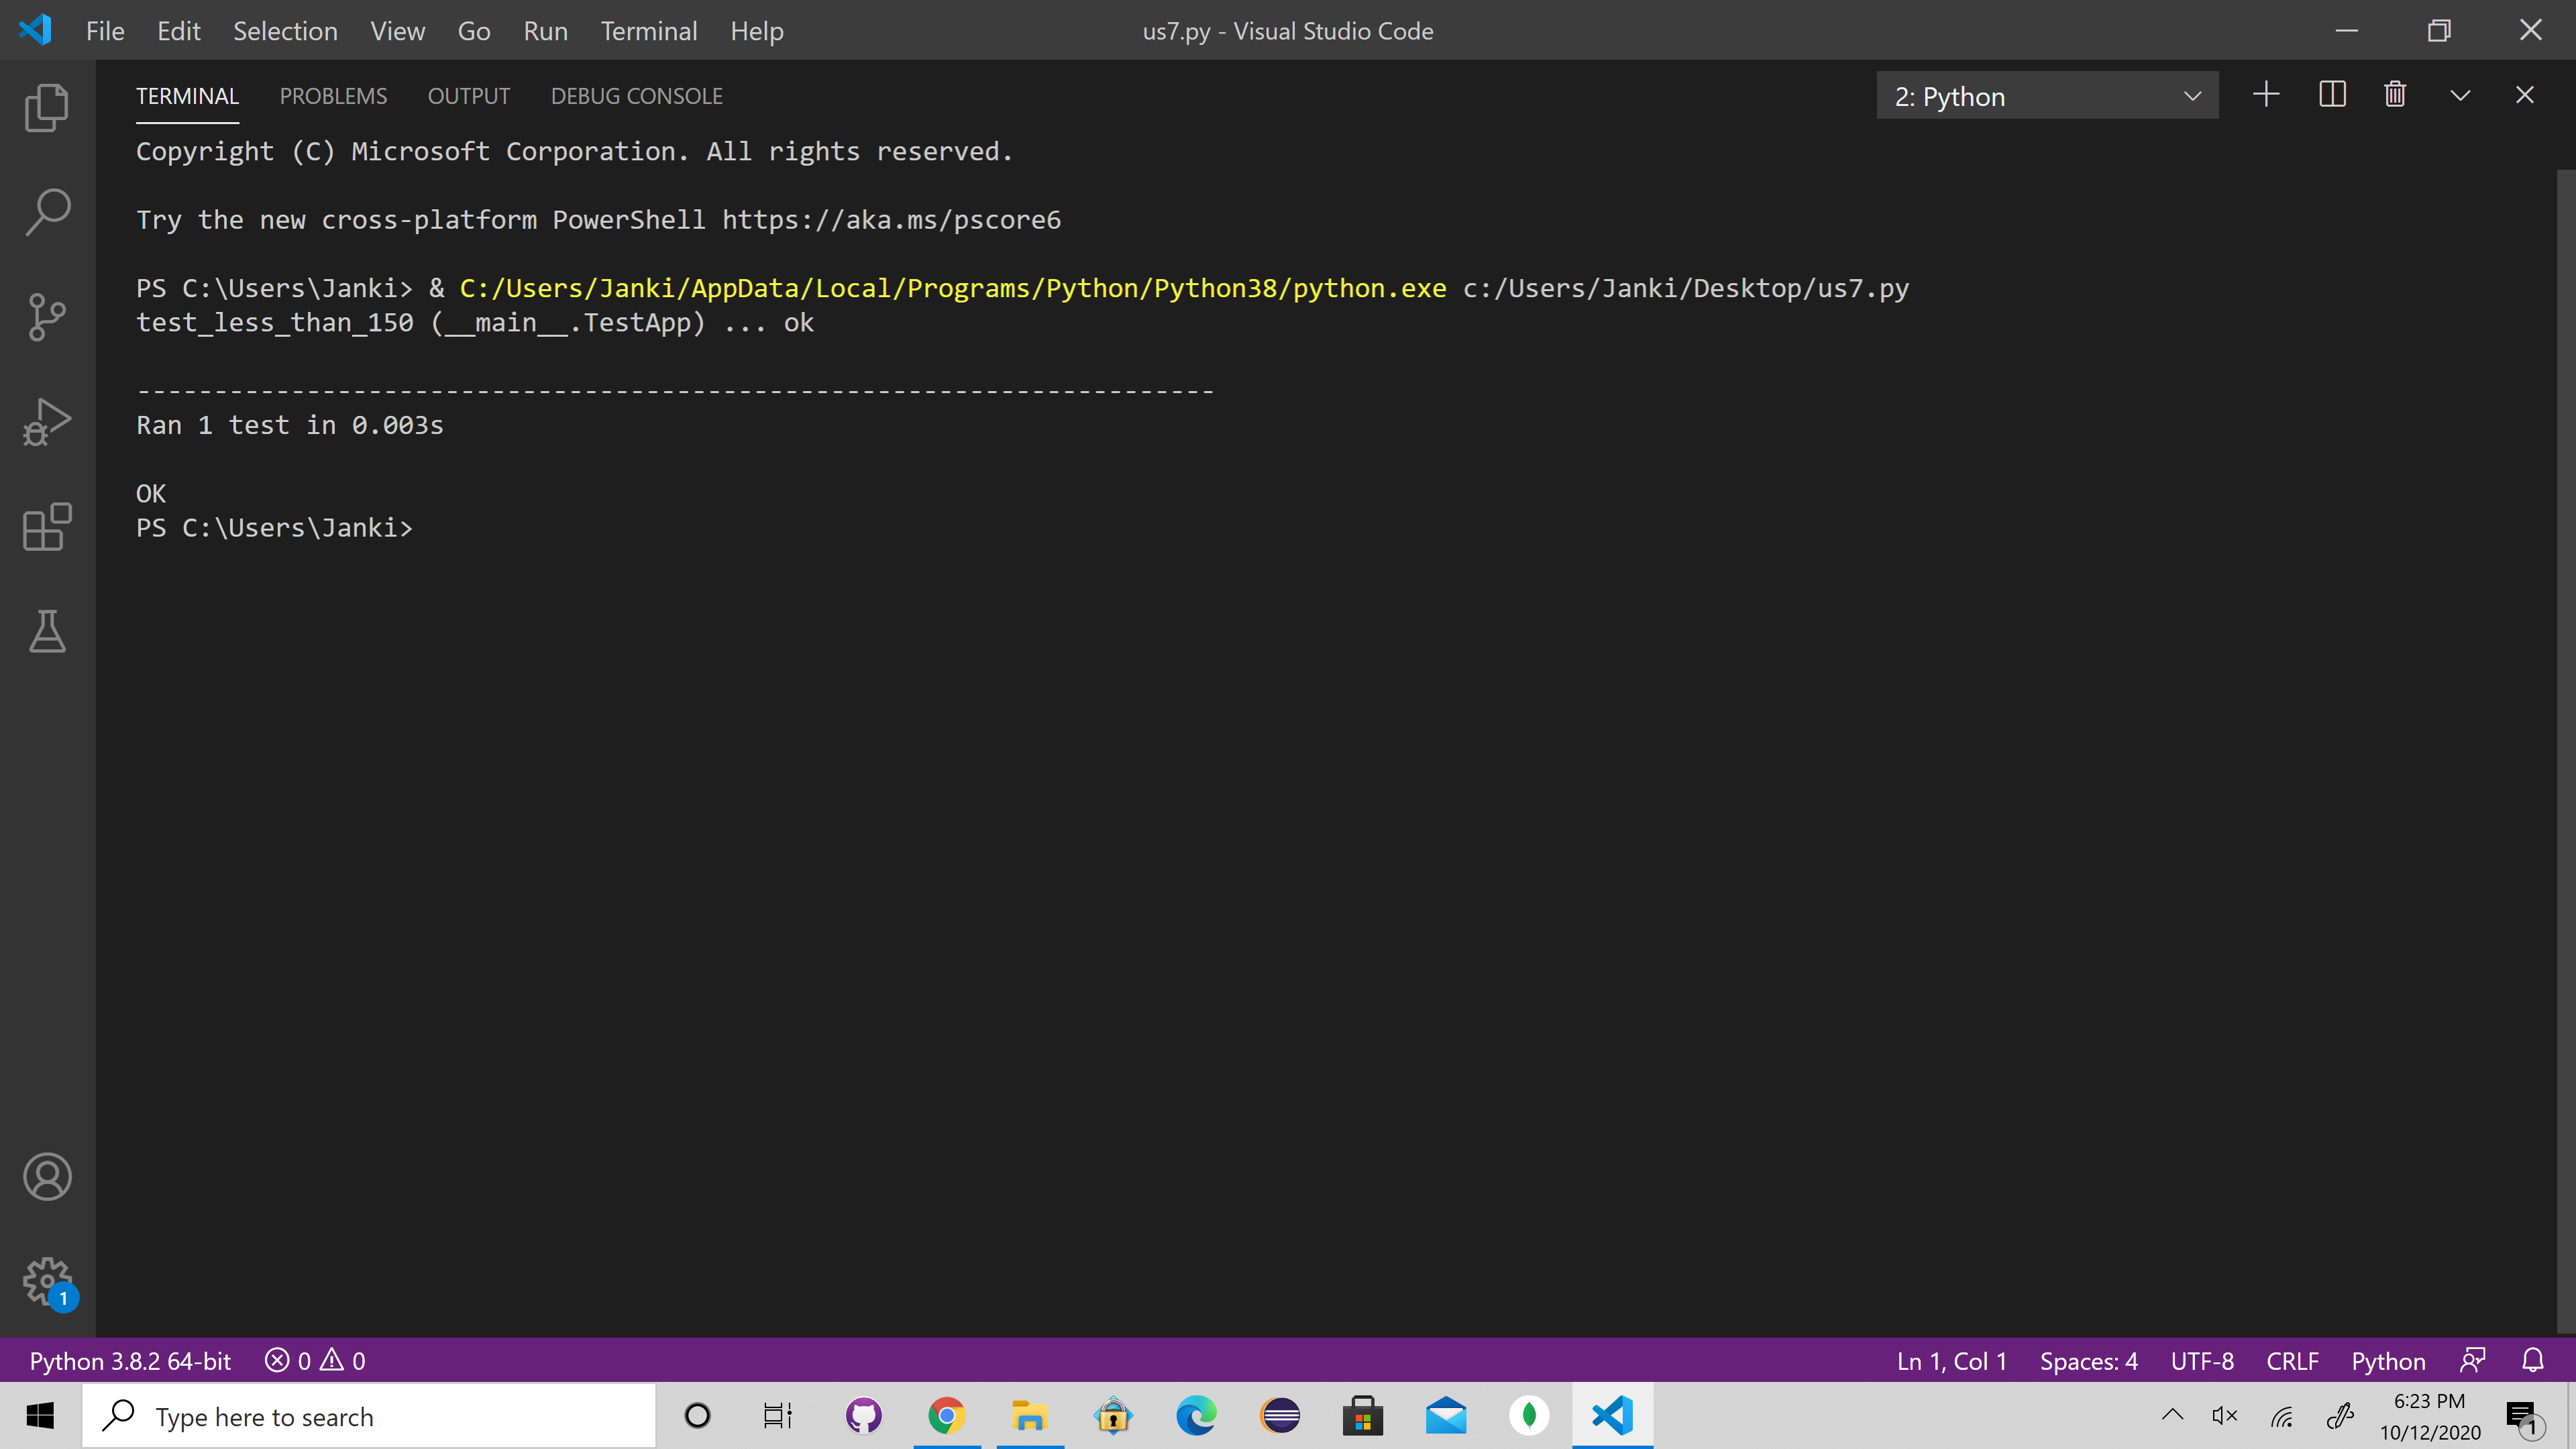 File Edit Selection View Go Run Terminal Help
us7.py - Visual Studio Code
TERMINAL PROBLEMS OUTPUT DEBUG CONSOLE
2: Python
Copyright (C) Microsoft Corporation. All rights reserved.
Try the new cross-platform PowerShell https://aka.ms/pscore6
PS C:\Users\Janki> & C:/Users/Janki/AppData/Local/Programs/Python/Python38/python.exe c:/Users/Janki/Desktop/us7.py
test_less_than_150 (__main__.TestApp) ... ok
----------------------------------------------------------------------
Ran 1 test in 0.003s
OK
PS C:\Users\Janki>
1
Python 3.8.2 64-bit 0 0
Ln 1, Col 1 Spaces: 4 UTF-8 CRLF Python
Type here to search
6:23 PM
10/12/2020
1